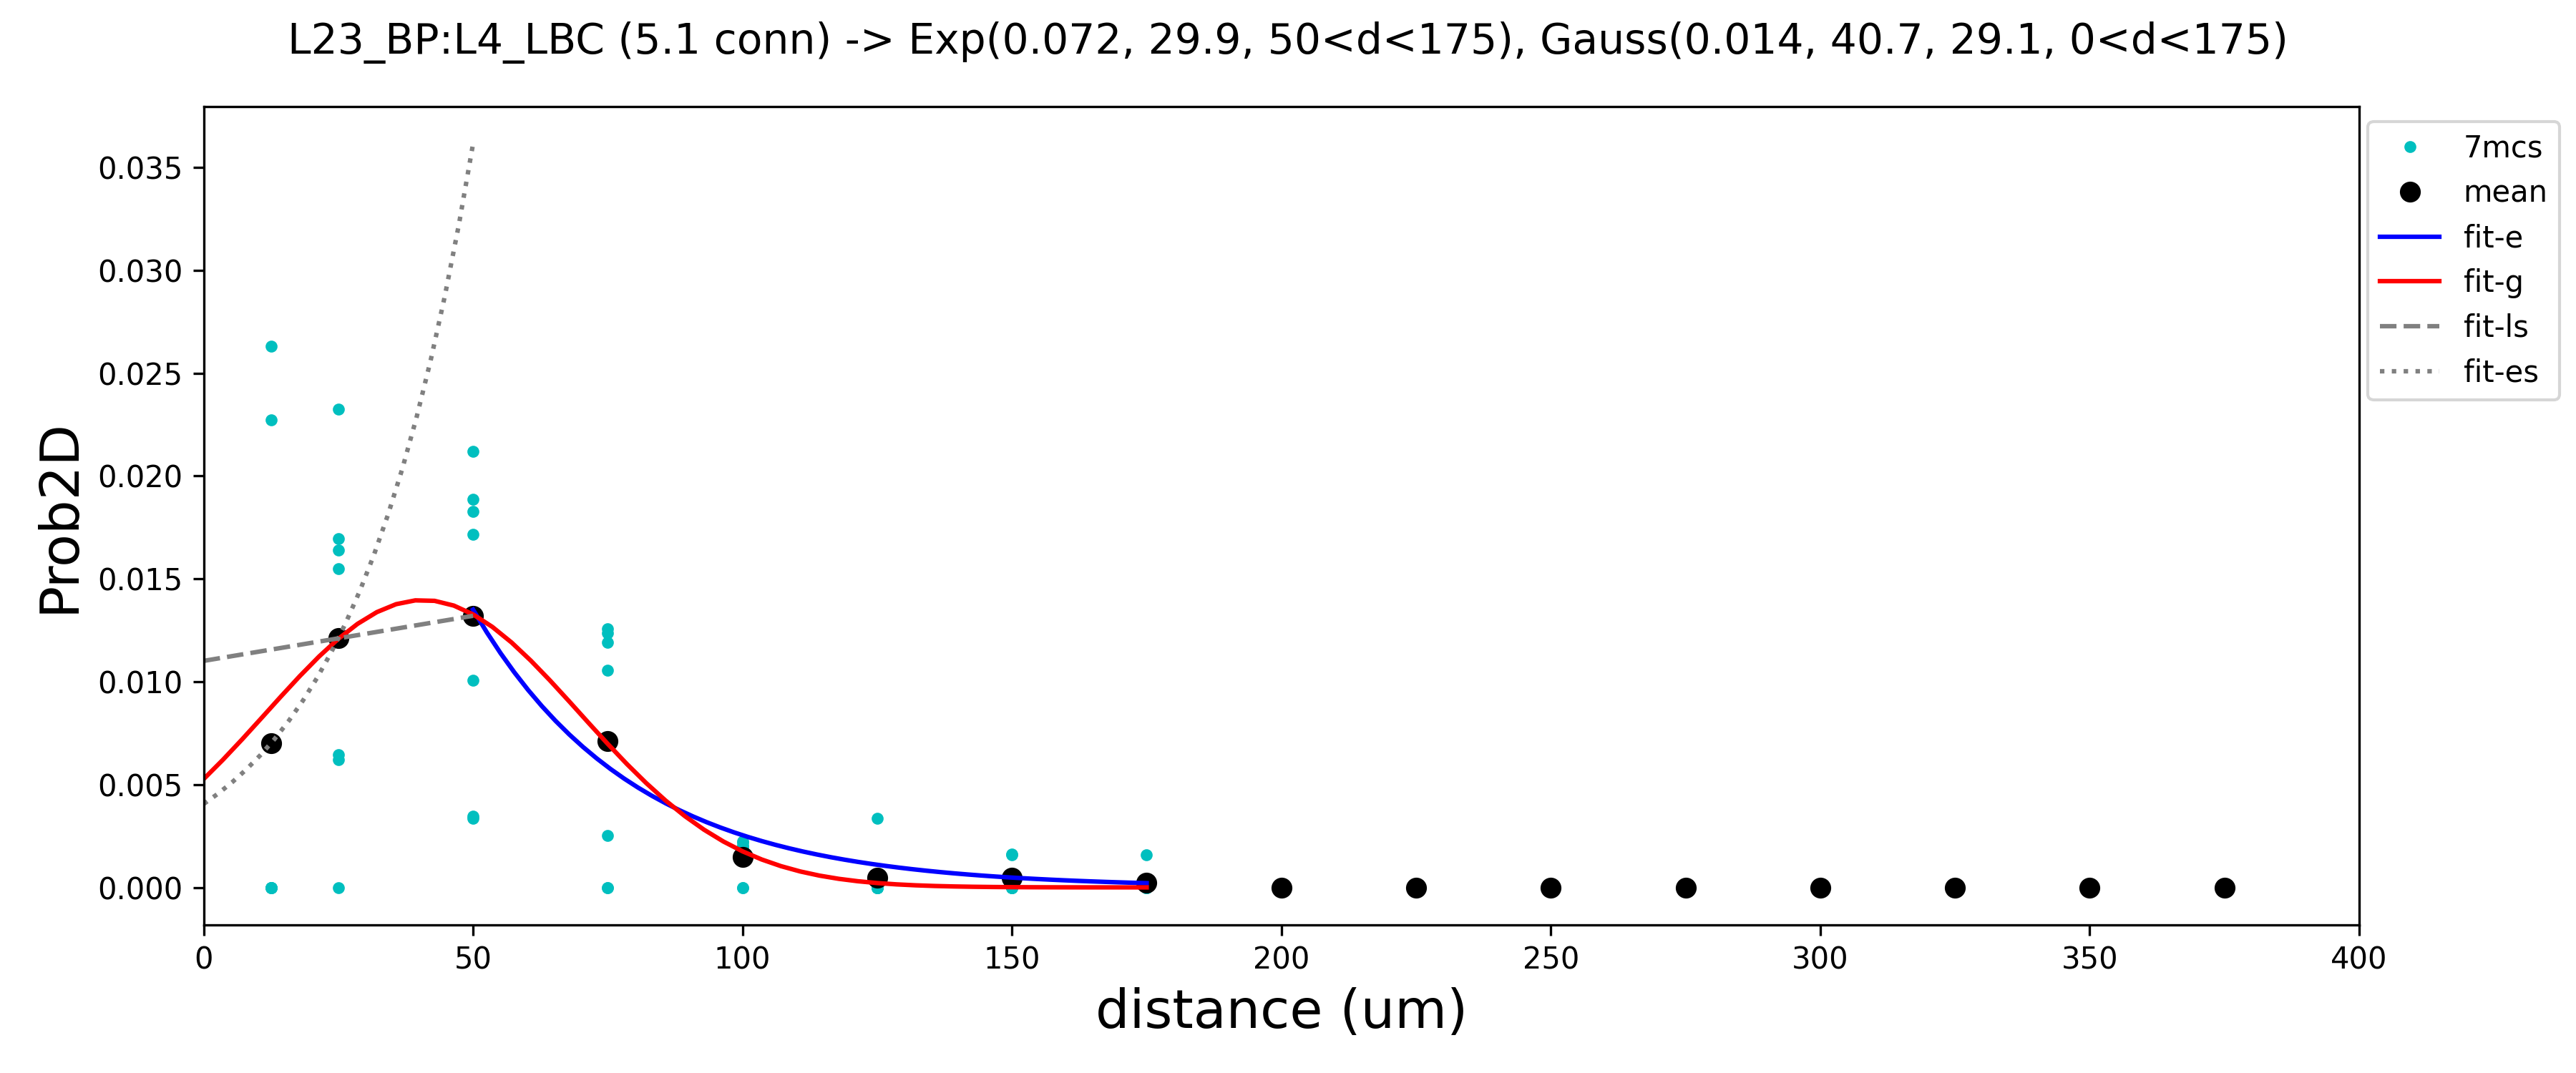 L23_BP:L4_LBC (5.1 conn) -> Exp(0.072, 29.9, 50<d<175), Gauss(0.014, 40.7, 29.1, 0<d<175)
7mcs
mean
fit-e
fit-g
fit-ls
fit-es
Prob2D
0.035
0.030
0.025
0.020
0.015
0.010
0.005
0.000
0 50 100 150 200 250 300 350 400
distance (um)